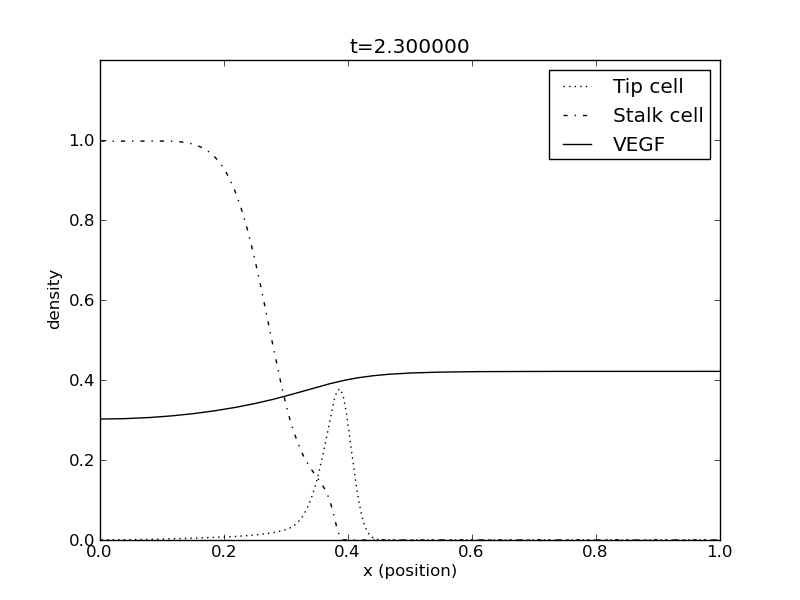 t=2.300000
Tip cell
Stalk cell
VEGF
density
1.0
0.8
0.6
0.4
0.2
0.0
0.0 0.2 0.4 0.6 0.8 1.0
x (position)